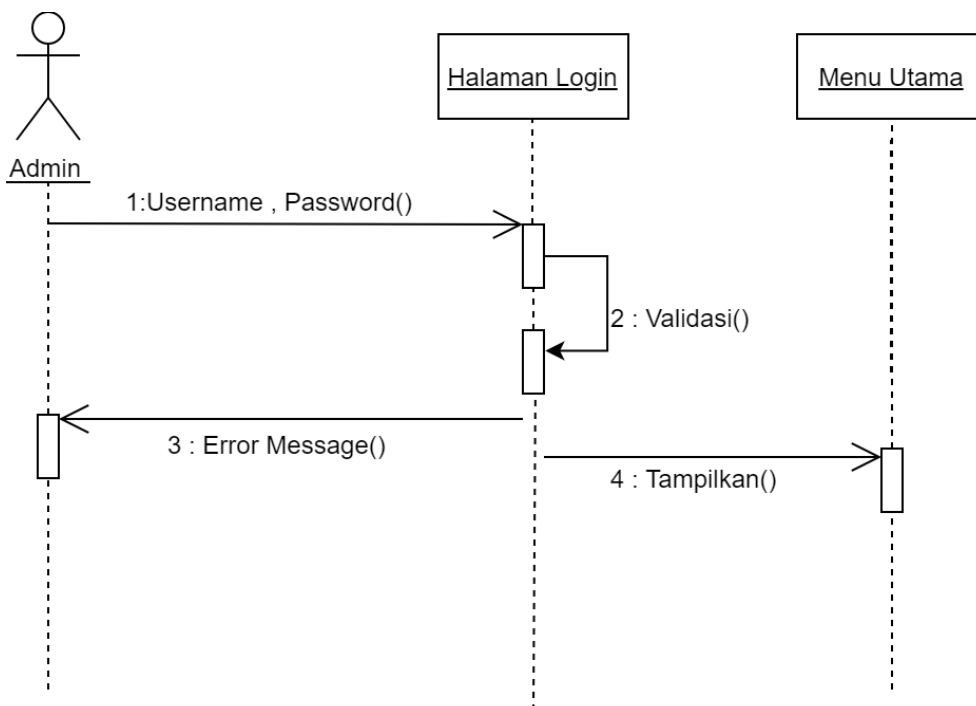 Halaman Login
Menu Utama
Admin
1:Username , Password()
2 : Validasi()
3 : Error Message()
4 : Tampilkan()